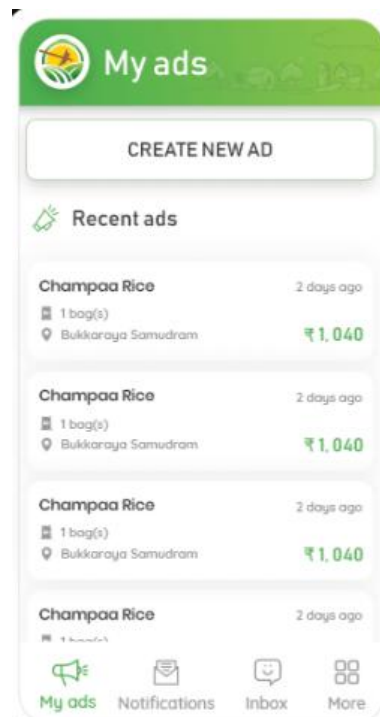 My ads
CREATE NEW AD
Recent ads
Champaa Rice 2 days ago
1 bag(s)
Bukkaraya Samudram ₹1,040
Champaa Rice 2 days ago
1 bag(s)
Bukkaraya Samudram ₹1,040
Champaa Rice 2 days ago
1 bag(s)
Bukkaraya Samudram ₹1,040
Champaa Rice 2 days ago
1 bag(s)
My ads Notifications Inbox More